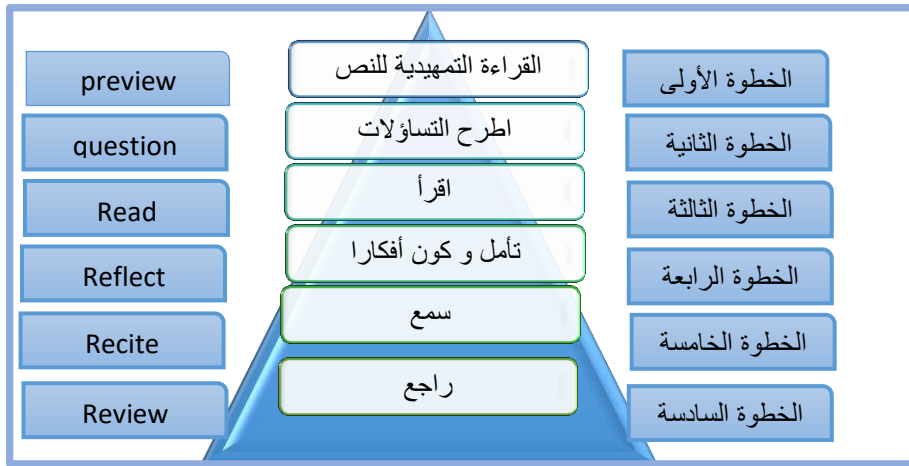 الخطوة الأولى
القراءة التمهيدية للنص
preview
الخطوة الثانية
اطرح التساؤلات
question
الخطوة الثالثة
اقرأ
Read
الخطوة الرابعة
تأمل و كون أفكارا
Reflect
الخطوة الخامسة
سمع
Recite
الخطوة السادسة
راجع
Review